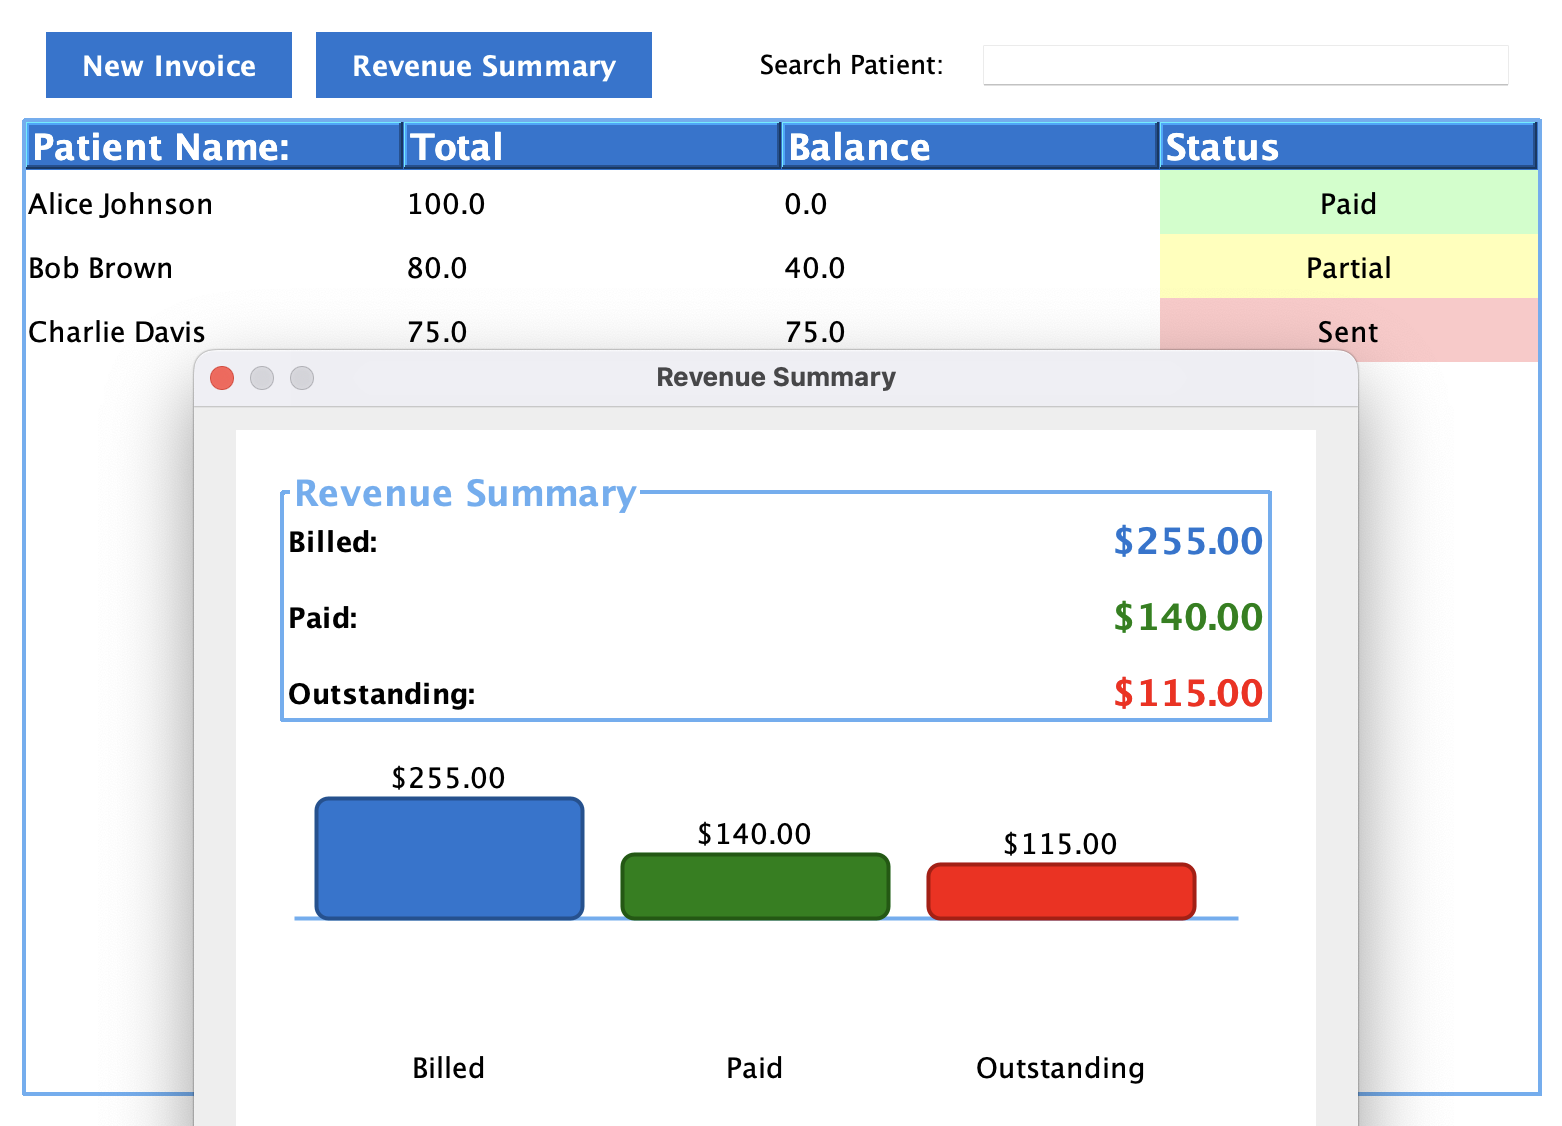 New Invoice Revenue Summary Search Patient:
Patient Name: Total Balance Status
Alice Johnson 100.0 0.0 Paid
Bob Brown 80.0 40.0 Partial
Charlie Davis 75.0 75.0 Sent
Revenue Summary
Revenue Summary
Billed: $255.00
Paid: $140.00
Outstanding: $115.00
$255.00
$140.00
$115.00
Billed Paid Outstanding